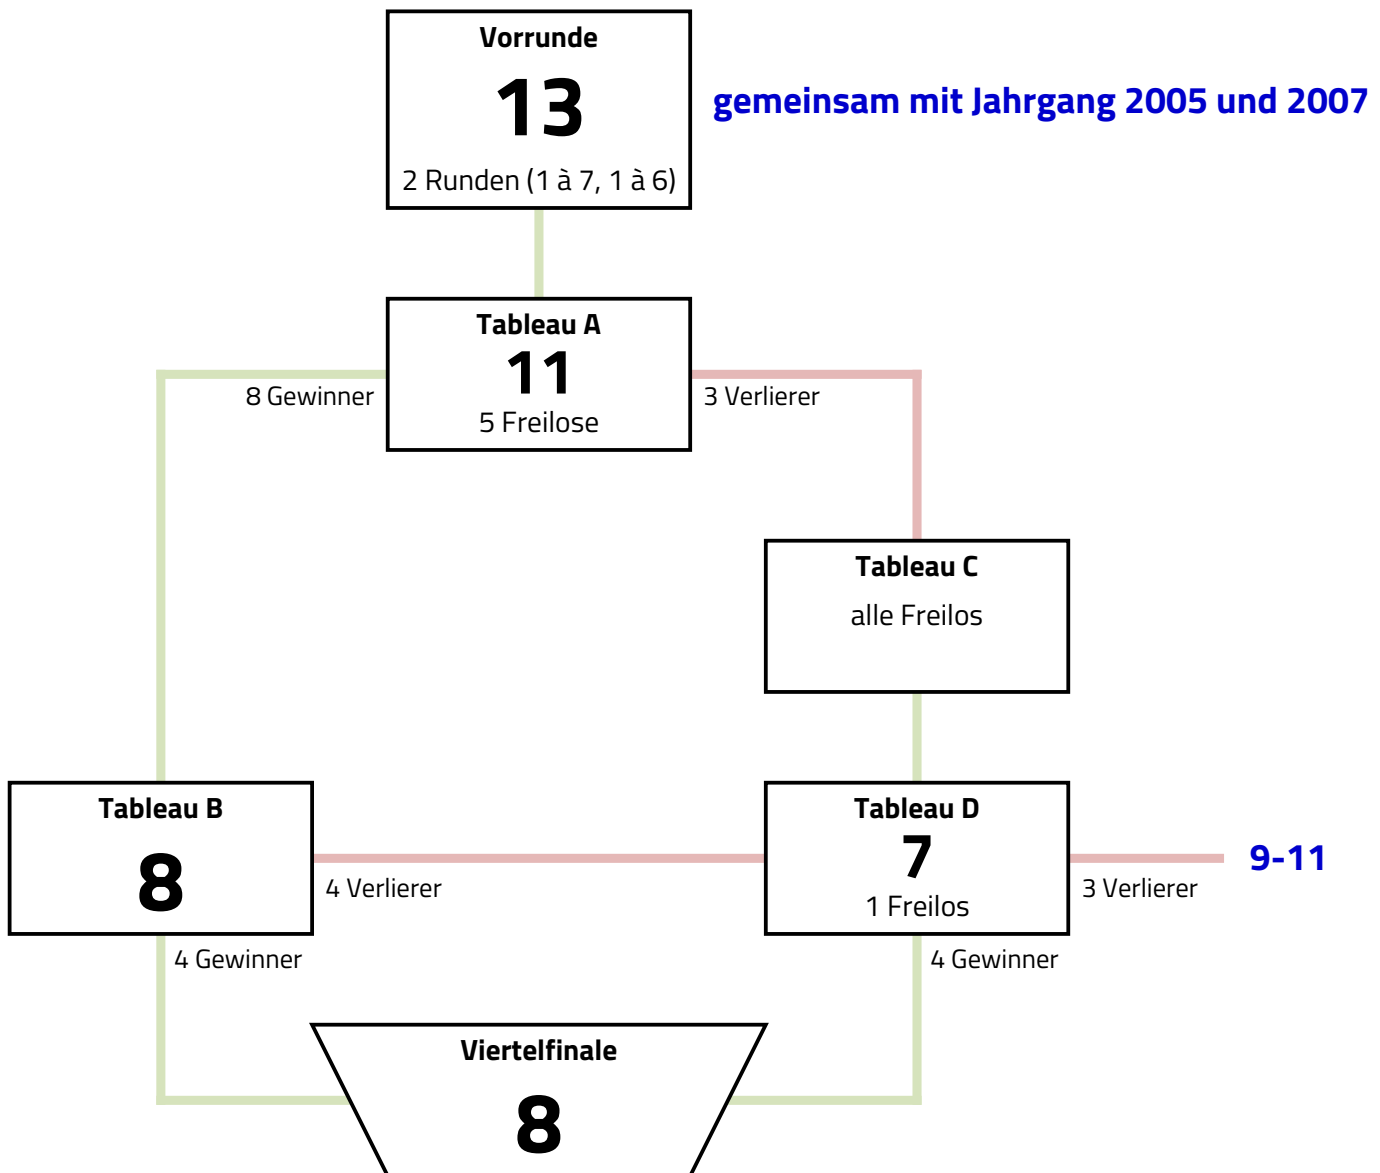 Vorrunde
13
2 Runden (1 à 7, 1 à 6)
gemeinsam mit Jahrgang 2005 und 2007
Tableau A
11
5 Freilose
8 Gewinner
3 Verlierer
Tableau C
alle Freilos
Tableau B
8
4 Verlierer
4 Gewinner
Tableau D
7
1 Freilos
3 Verlierer
9-11
4 Gewinner
Viertelfinale
8